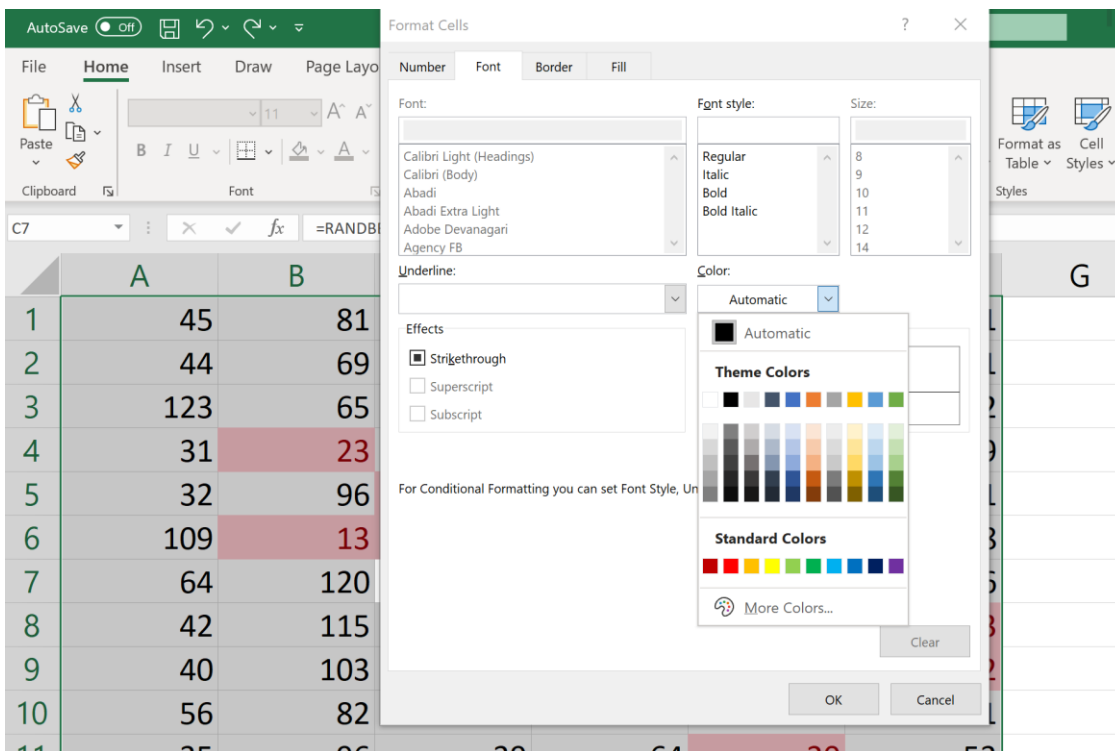 AutoSave Off
File Home Insert Draw Page Layo
Paste
11 A^ Aˇ
B I U A
Clipboard Font
Format as Table Cell Styles
Styles
C7 fx =RANDBE
A B G
1 45 81
2 44 69
3 123 65
4 31 23
5 32 96
6 109 13
7 64 120
8 42 115
9 40 103
10 56 82
Format Cells ?
Number Font Border Fill
Font: Font style: Size:
Calibri Light (Headings) Regular 8
Calibri (Body) Italic 9
Abadi Bold 10
Abadi Extra Light Bold Italic 11
Adobe Devanagari 12
Agency FB 14
Underline: Color:
Automatic
Effects
Automatic
Strikethrough
Superscript
Subscript
Theme Colors
For Conditional Formatting you can set Font Style, Un
Standard Colors
More Colors...
Clear
OK Cancel